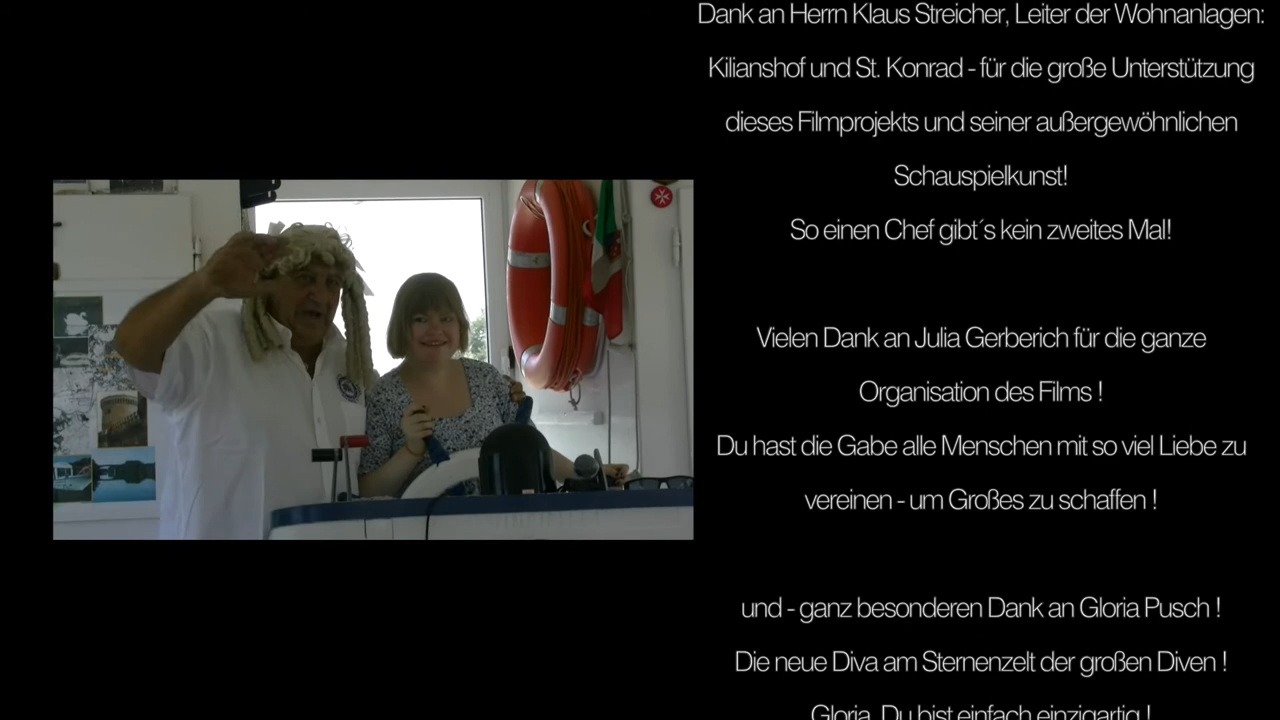 Dank an Herrn Klaus Streicher, Leiter der Wohnanlagen:
Kilianshof und St. Konrad - für die große Unterstützung
dieses Filmprojekts und seiner außergewöhnlichen
Schauspielkunst!
So einen Chef gibt´s kein zweites Mal!
Vielen Dank an Julia Gerberich für die ganze
Organisation des Films !
Du hast die Gabe alle Menschen mit so viel Liebe zu
vereinen - um Großes zu schaffen !
und - ganz besonderen Dank an Gloria Pusch !
Die neue Diva am Sternenzelt der großen Diven !
Gloria, Du bist einfach einzigartig !